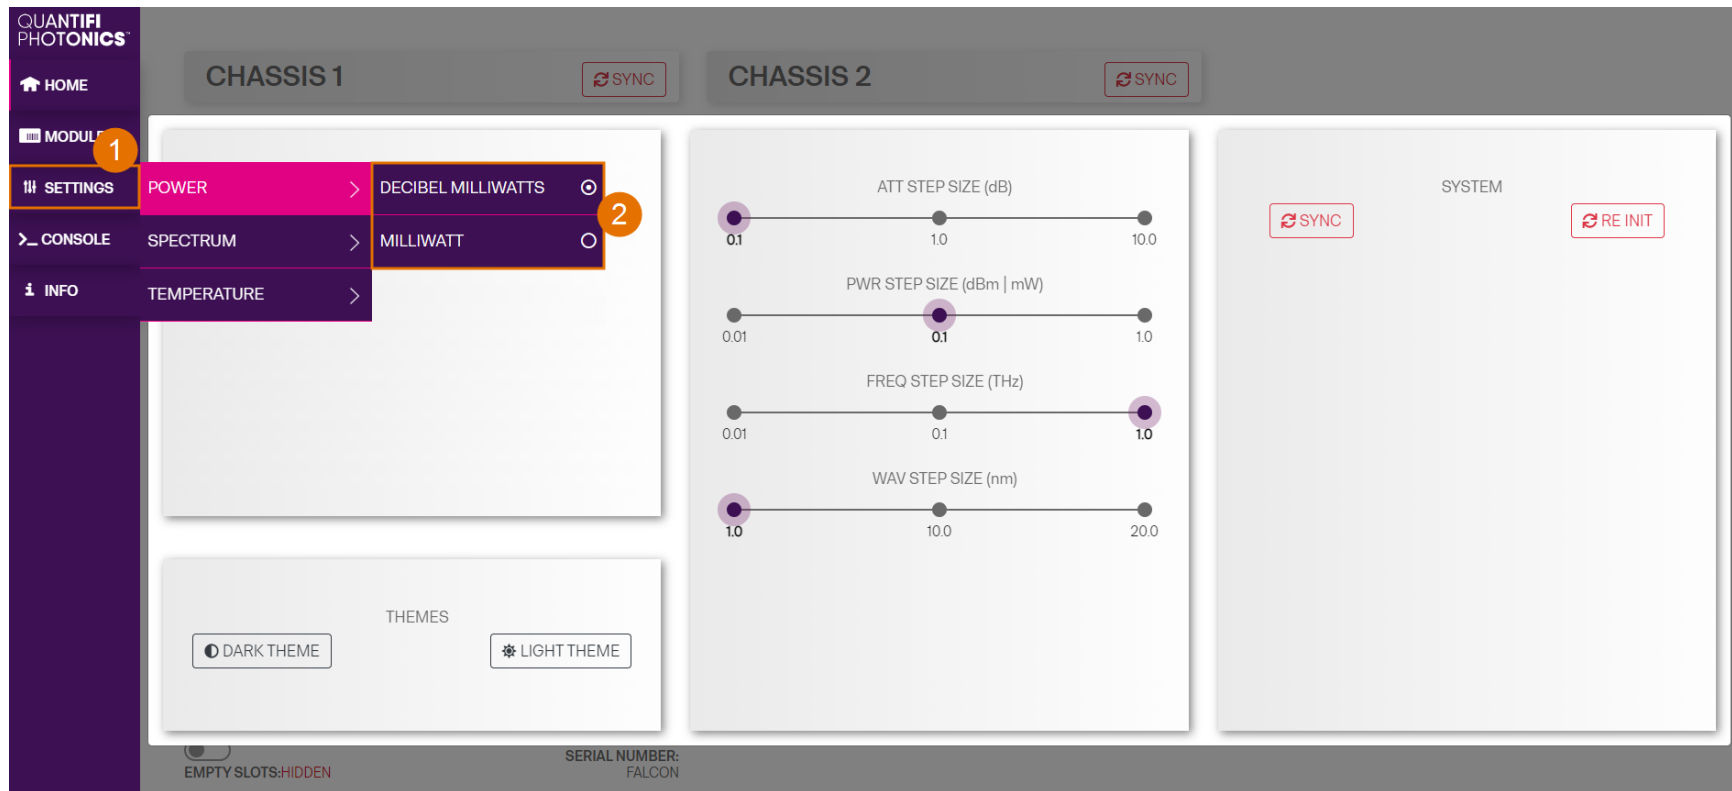 QUANTIFI
PHOTONICS™
HOME
MODULE
1
SETTINGS
>_ CONSOLE
INFO
CHASSIS 1
SYNC
CHASSIS 2
SYNC
POWER
SPECTRUM
TEMPERATURE
DECIBEL MILLIWATTS
MILLIWATT
2
ATT STEP SIZE (dB)
0.1 1.0 10.0
PWR STEP SIZE (dBm | mW)
0.01 0.1 1.0
FREQ STEP SIZE (THz)
0.01 0.1 1.0
WAV STEP SIZE (nm)
1.0 10.0 20.0
SYSTEM
SYNC
RE INIT
THEMES
DARK THEME
LIGHT THEME
EMPTY SLOTS:HIDDEN
SERIAL NUMBER:
FALCON